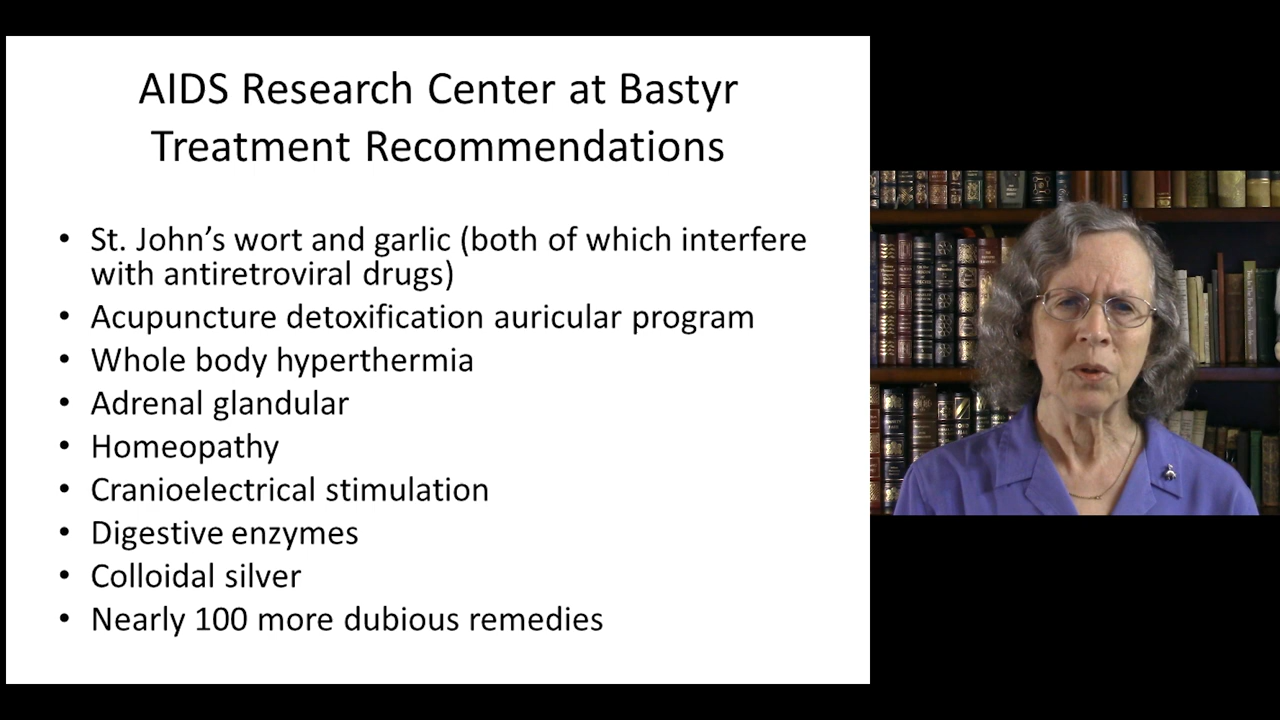 AIDS Research Center at Bastyr
Treatment Recommendations
• St. John’s wort and garlic (both of which interfere
with antiretroviral drugs)
• Acupuncture detoxification auricular program
• Whole body hyperthermia
• Adrenal glandular
• Homeopathy
• Cranioelectrical stimulation
• Digestive enzymes
• Colloidal silver
• Nearly 100 more dubious remedies